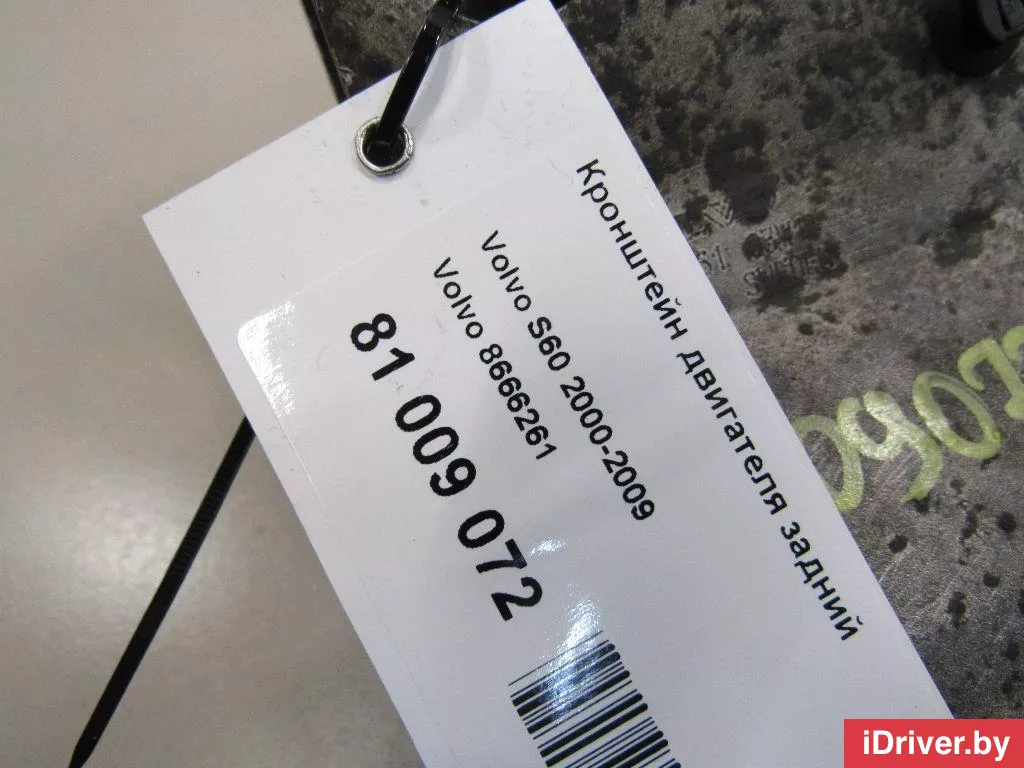 Кронштейн двигателя задний
Volvo S60 2000-2009
Volvo 8666261
81 009 072
iDriver.by